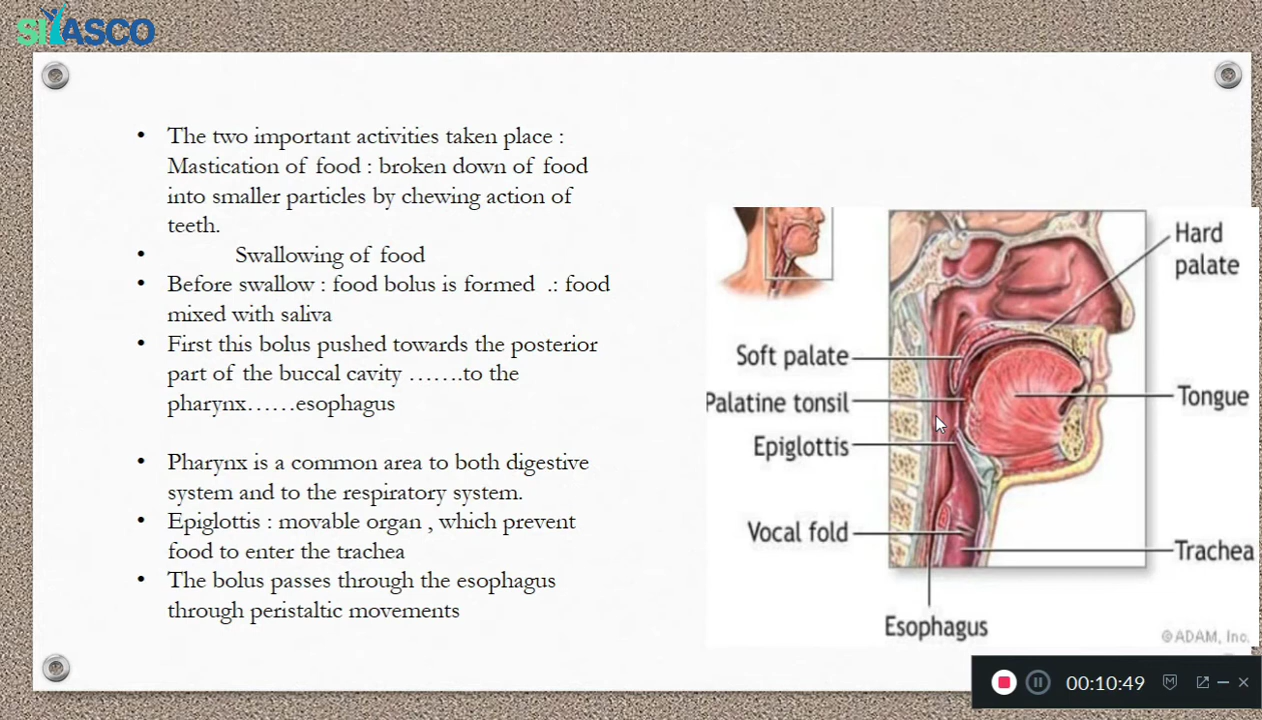 SIYASCO
The two important activities taken place :
Mastication of food : broken down of food
into smaller particles by chewing action of
teeth.
Swallowing of food
Before swallow : food bolus is formed .: food
mixed with saliva
First this bolus pushed towards the posterior
part of the buccal cavity …….to the
pharynx……esophagus
Pharynx is a common area to both digestive
system and to the respiratory system.
Epiglottis : movable organ , which prevent
food to enter the trachea
The bolus passes through the esophagus
through peristaltic movements
Hard
palate
Soft palate
Palatine tonsil
Tongue
Epiglottis
Vocal fold
Trachea
Esophagus
©ADAM, Inc.
00:10:49